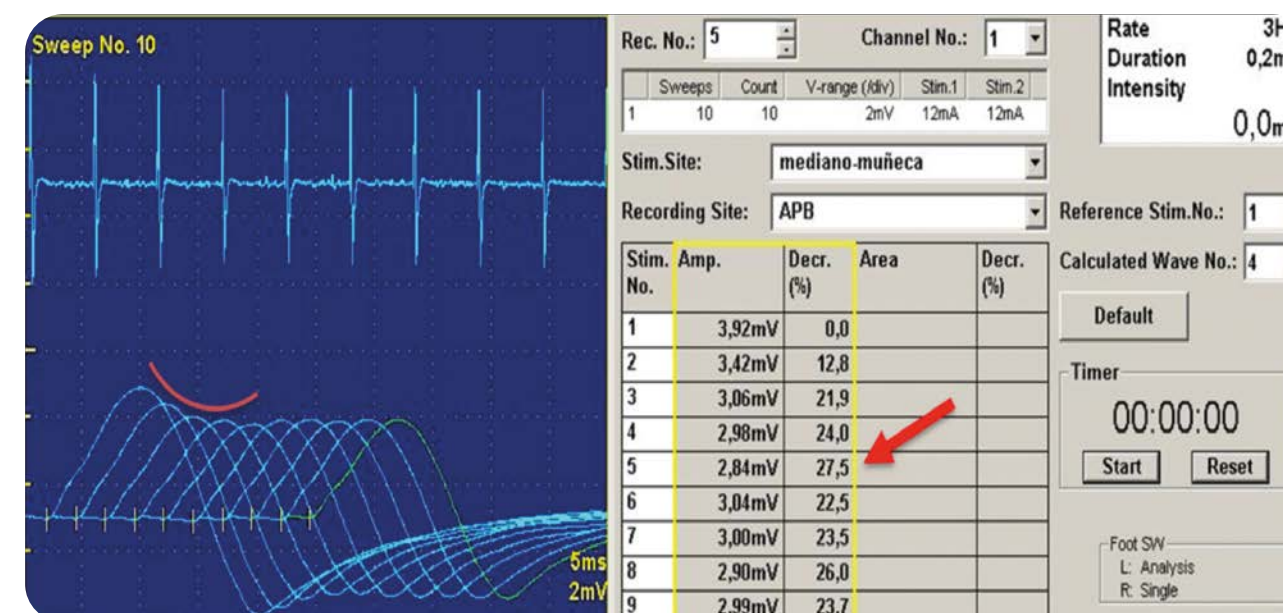 Sweep No. 10
5ms
2mV
Rec. No.: 5 Channel No.: 1
Sweeps Count V-range (/div) Stim.1 Stim.2
1 10 10 2mV 12mA 12mA
Stim.Site: mediano-muñeca
Recording Site: APB
Stim. No. Amp. Decr. (%) Area Decr. (%)
1 3,92mV 0,0
2 3,42mV 12,8
3 3,06mV 21,9
4 2,98mV 24,0
5 2,84mV 27,5
6 3,04mV 22,5
7 3,00mV 23,5
8 2,90mV 26,0
9 2,99mV 23,7
Rate 3H
Duration 0,2m
Intensity
0,0m
Reference Stim.No.: 1
Calculated Wave No.: 4
Default
Timer
00:00:00
Start Reset
Foot SW
L: Analysis
R: Single